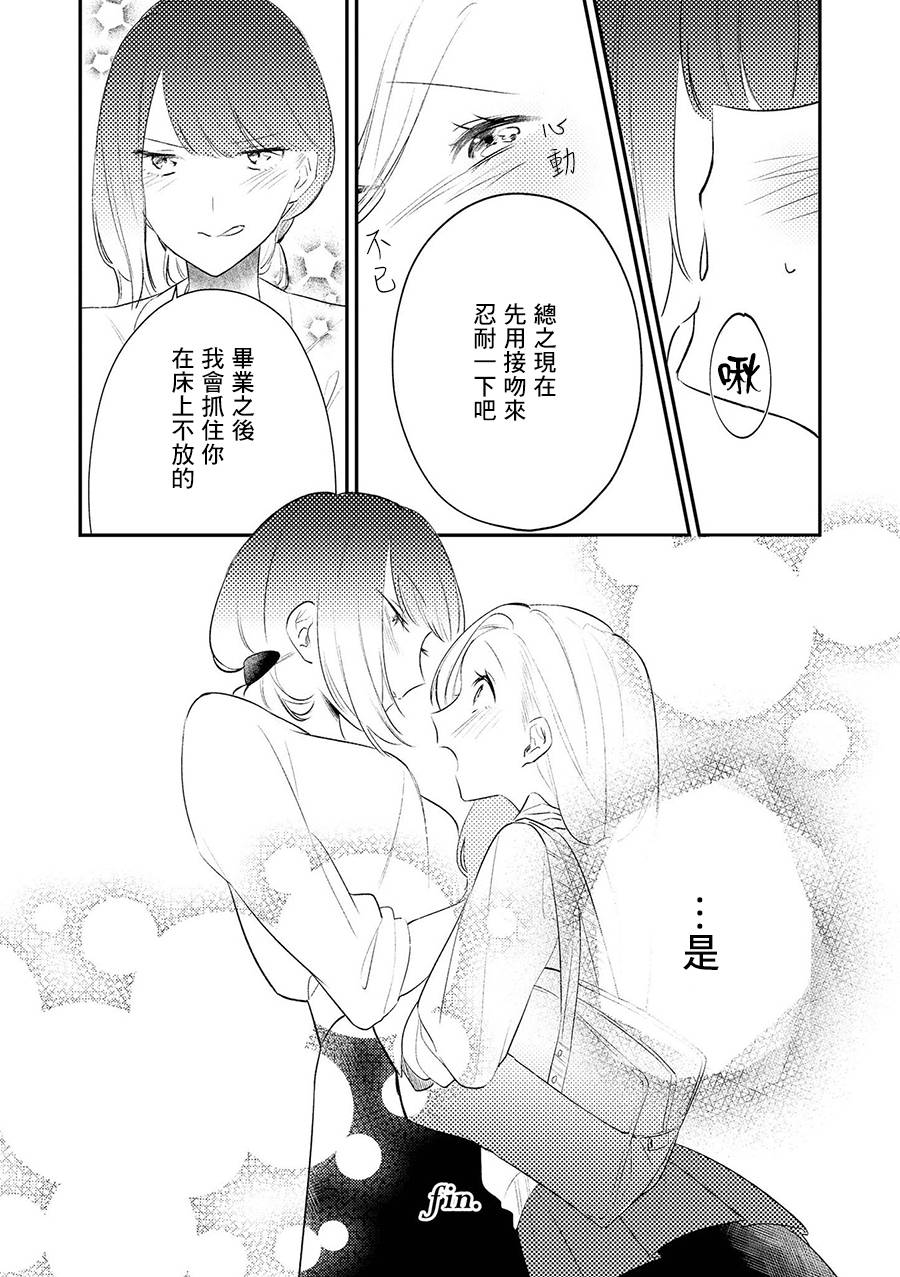 啾
心動
不已
總之現在
先用接吻來
忍耐一下吧
畢業之後
我會抓住你
在床上不放的
…是
fin.